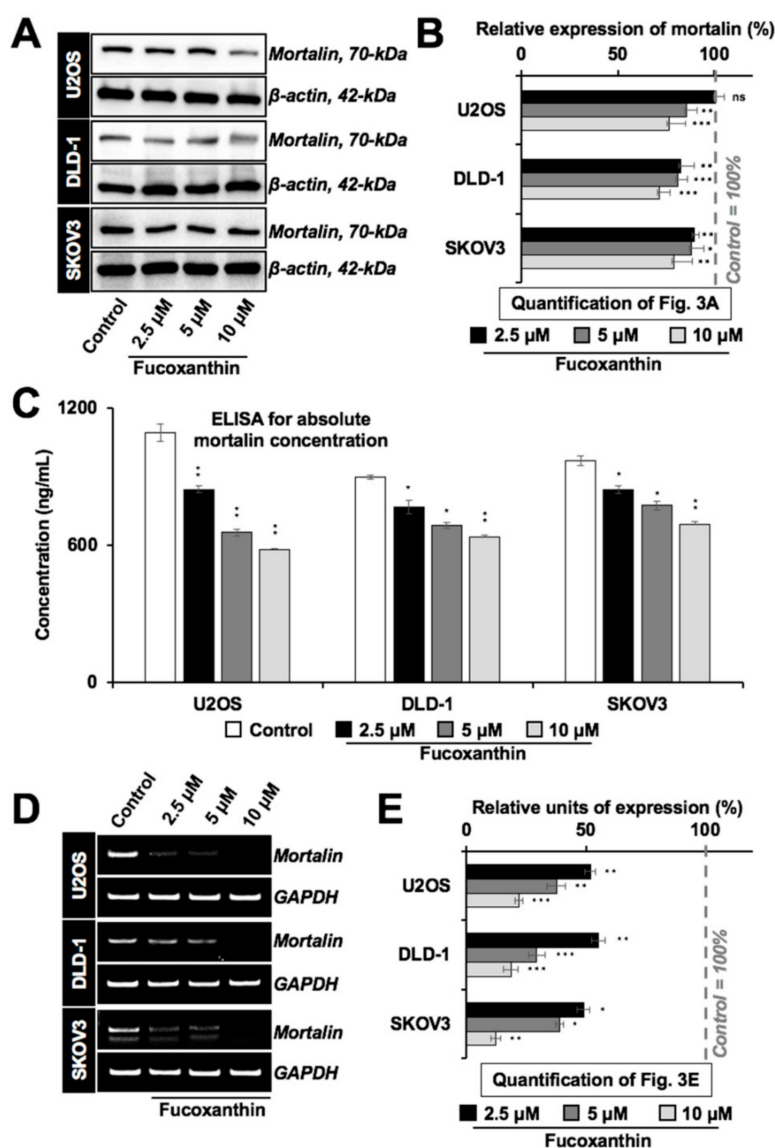 A
U2OS
Mortalin, 70-kDa
β-actin, 42-kDa
DLD-1
Mortalin, 70-kDa
β-actin, 42-kDa
SKOV3
Mortalin, 70-kDa
β-actin, 42-kDa
Control 2.5 µM 5 µM 10 µM
Fucoxanthin
B
Relative expression of mortalin (%)
0 50 100
U2OS
ns
**
***
DLD-1
**
***
***
SKOV3
**
*
**
Control = 100%
Quantification of Fig. 3A
2.5 µM 5 µM 10 µM
Fucoxanthin
C
ELISA for absolute
mortalin concentration
Concentration (ng/mL)
1200
600
0
** ** **
* * **
* * **
U2OS DLD-1 SKOV3
Control 2.5 µM 5 µM 10 µM
Fucoxanthin
D
Control 2.5 µM 5 µM 10 µM
U2OS
Mortalin
GAPDH
DLD-1
Mortalin
GAPDH
SKOV3
Mortalin
GAPDH
Fucoxanthin
E
Relative units of expression (%)
0 50 100
U2OS
**
**
***
DLD-1
**
***
***
SKOV3
*
*
**
Control = 100%
Quantification of Fig. 3E
2.5 µM 5 µM 10 µM
Fucoxanthin